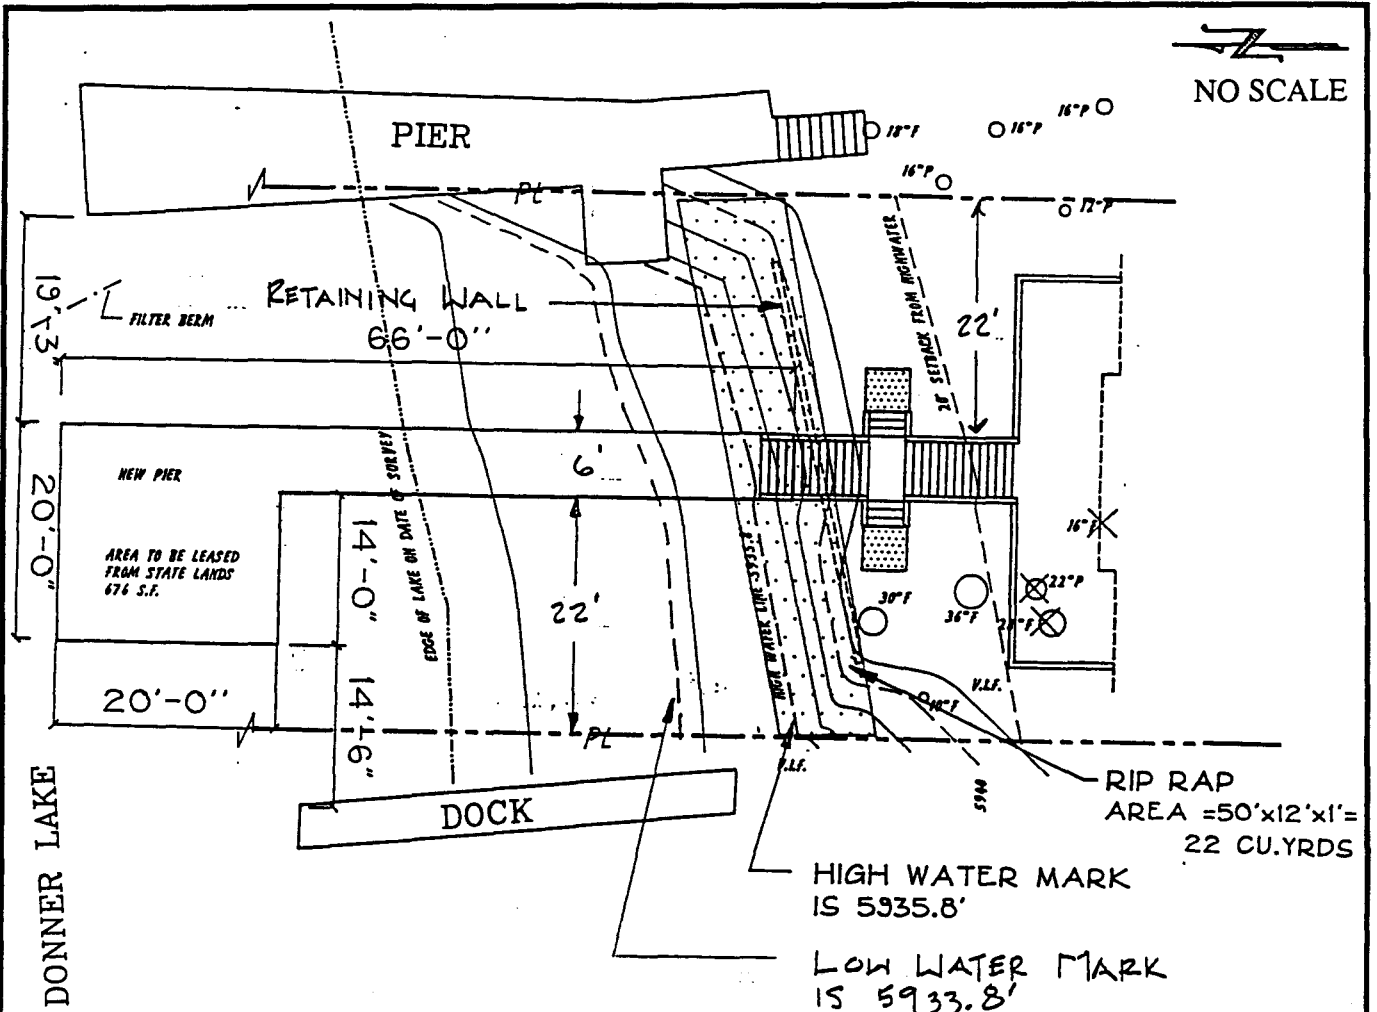 NO SCALE
PIER
18"F
16"P
16"P
16"P
12"P
PL
19'-3"
FILTER BERM
RETAINING WALL
66'-0"
20' SETBACK FROM HIGHWATER
22'
6'
NEW PIER
AREA TO BE LEASED
FROM STATE LANDS
676 S.F.
20'-0"
14'-0"
EDGE OF LAKE ON DATE OF SURVEY
HIGH WATER LINE 5935.8'
22'
16"F
22"P
30"F
36"F
V.I.F.
10"F
20'-0"
14'-6"
PL
V.I.F.
5940
DOCK
RIP RAP
AREA =50'x12'x1'=
22 CU.YRDS
HIGH WATER MARK
IS 5935.8'
LOW WATER MARK
IS 5933.8'
DONNER LAKE